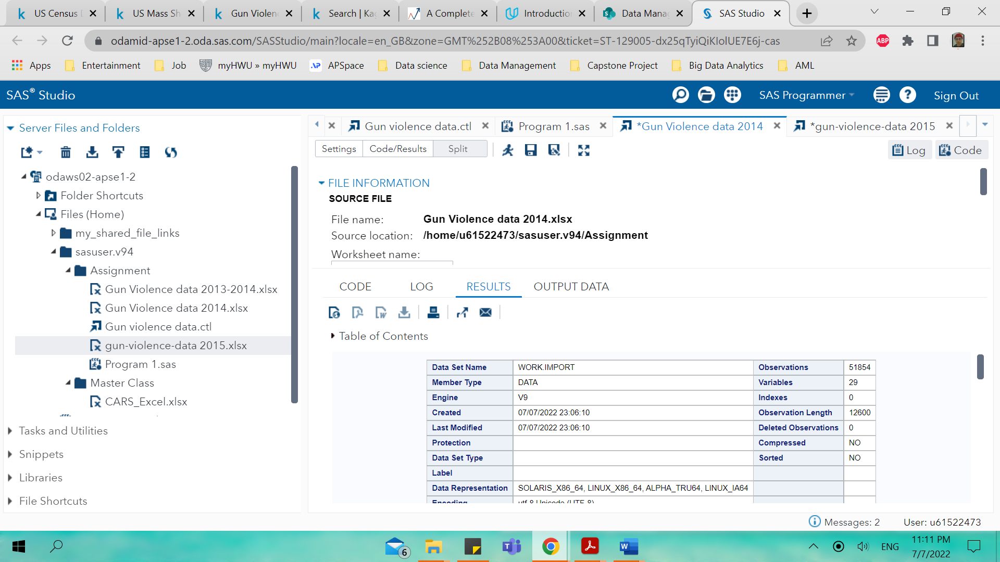 US Census D
US Mass Sh
Gun Violen
Search | Kag
A Complete
Introduction
Data Manag
SAS Studio
odamid-apse1-2.oda.sas.com/SASStudio/main?locale=en_GB&zone=GMT%252B08%253A00&ticket=ST-129005-dx25qTyiQiKIolUE7E6j-cas
ABP
Apps
Entertainment
Job
myHWU » myHWU
APSpace
Data science
Data Management
Capstone Project
Big Data Analytics
AML
SAS® Studio
SAS Programmer
Sign Out
Server Files and Folders
odaws02-apse1-2
Folder Shortcuts
Files (Home)
my_shared_file_links
sasuser.v94
Assignment
Gun Violence data 2013-2014.xlsx
Gun Violence data 2014.xlsx
Gun violence data.ctl
gun-violence-data 2015.xlsx
Program 1.sas
Master Class
CARS_Excel.xlsx
Tasks and Utilities
Snippets
Libraries
File Shortcuts
Gun violence data.ctl
Program 1.sas
*Gun Violence data 2014
*gun-violence-data 2015
Settings Code/Results Split
Log Code
FILE INFORMATION
SOURCE FILE
File name: Gun Violence data 2014.xlsx
Source location: /home/u61522473/sasuser.v94/Assignment
Worksheet name:
CODE LOG RESULTS OUTPUT DATA
Table of Contents
Data Set Name WORK.IMPORT Observations 51854
Member Type DATA Variables 29
Engine V9 Indexes 0
Created 07/07/2022 23:06:10 Observation Length 12600
Last Modified 07/07/2022 23:06:10 Deleted Observations 0
Protection Compressed NO
Data Set Type Sorted NO
Label
Data Representation SOLARIS_X86_64, LINUX_X86_64, ALPHA_TRU64, LINUX_IA64
Encoding utf-8 Unicode (UTF-8)
Messages: 2
User: u61522473
6
ENG
11:11 PM
7/7/2022